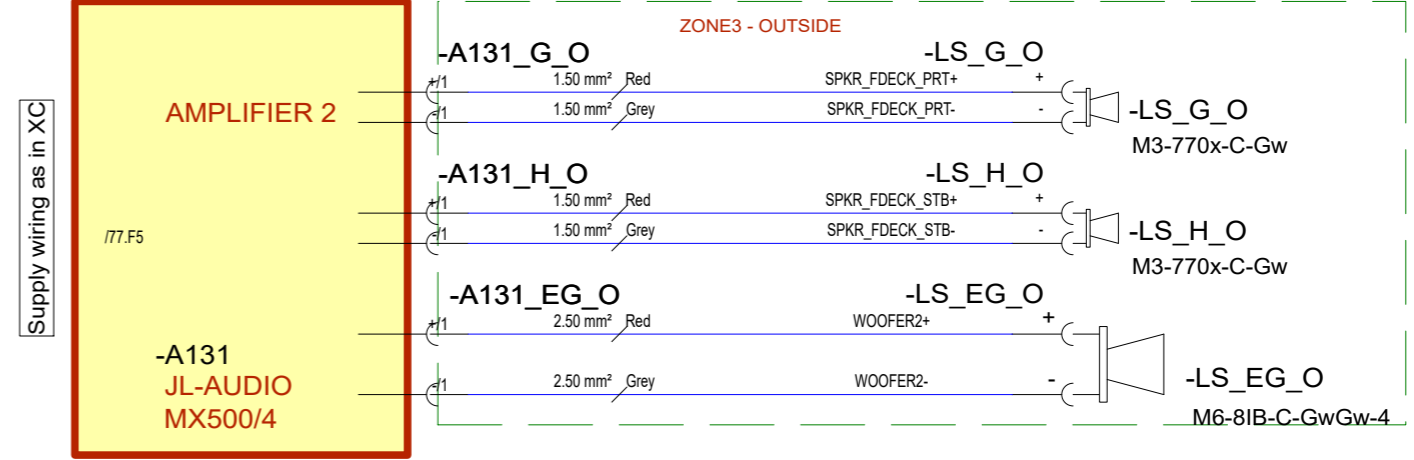 ZONE3 - OUTSIDE
Supply wiring as in XC
AMPLIFIER 2
/77.F5
-A131
JL-AUDIO
MX500/4
-A131_G_O
-LS_G_O
+/1
1.50 mm² Red
SPKR_FDECK_PRT+
+
-/1
1.50 mm² Grey
SPKR_FDECK_PRT-
-
-LS_G_O
M3-770x-C-Gw
-A131_H_O
-LS_H_O
+/1
1.50 mm² Red
SPKR_FDECK_STB+
+
-/1
1.50 mm² Grey
SPKR_FDECK_STB-
-
-LS_H_O
M3-770x-C-Gw
-A131_EG_O
-LS_EG_O
+/1
2.50 mm² Red
WOOFER2+
+
-/1
2.50 mm² Grey
WOOFER2-
-
-LS_EG_O
M6-8IB-C-GwGw-4